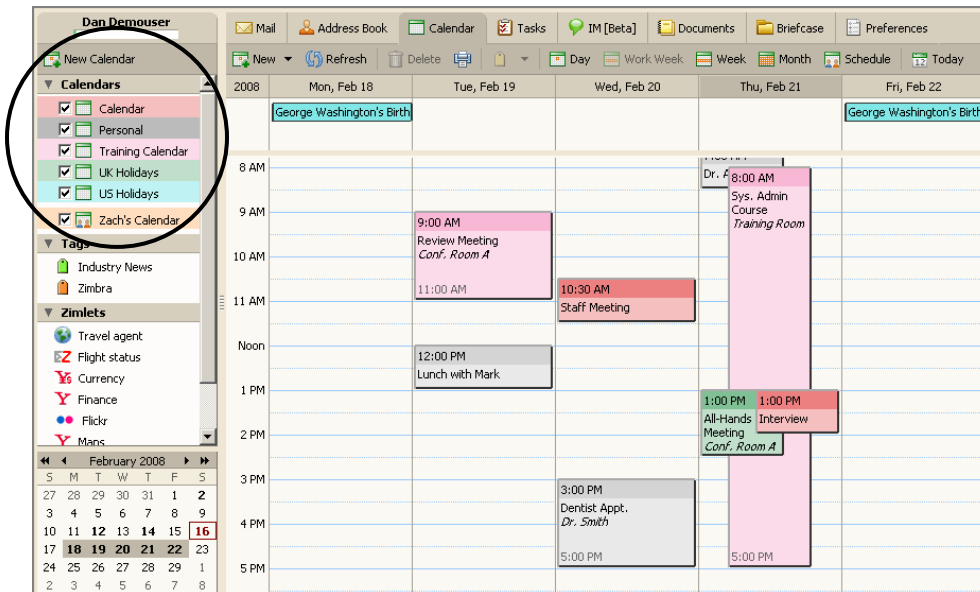 Dan Demouser
Mail Address Book Calendar Tasks IM [Beta] Documents Briefcase Preferences
New Calendar
New Refresh Delete Day Work Week Week Month Schedule 12 Today
Calendars
Calendar
Personal
Training Calendar
UK Holidays
US Holidays
Zach's Calendar
Tags
Industry News
Zimbra
Zimlets
Travel agent
Flight status
Currency
Finance
Flickr
Maps
February 2008
S M T W T F S
27 28 29 30 31 1 2
3 4 5 6 7 8 9
10 11 12 13 14 15 16
17 18 19 20 21 22 23
24 25 26 27 28 29 1
2 3 4 5 6 7 8
2008 Mon, Feb 18 Tue, Feb 19 Wed, Feb 20 Thu, Feb 21 Fri, Feb 22
George Washington's Birth George Washington's Birth
8 AM
9 AM
10 AM
11 AM
Noon
1 PM
2 PM
3 PM
4 PM
5 PM
9:00 AM
Review Meeting
Conf. Room A
11:00 AM
12:00 PM
Lunch with Mark
10:30 AM
Staff Meeting
3:00 PM
Dentist Appt.
Dr. Smith
5:00 PM
Dr.
8:00 AM
Sys. Admin
Course
Training Room
5:00 PM
1:00 PM
All-Hands
Meeting
Conf. Room A
1:00 PM
Interview